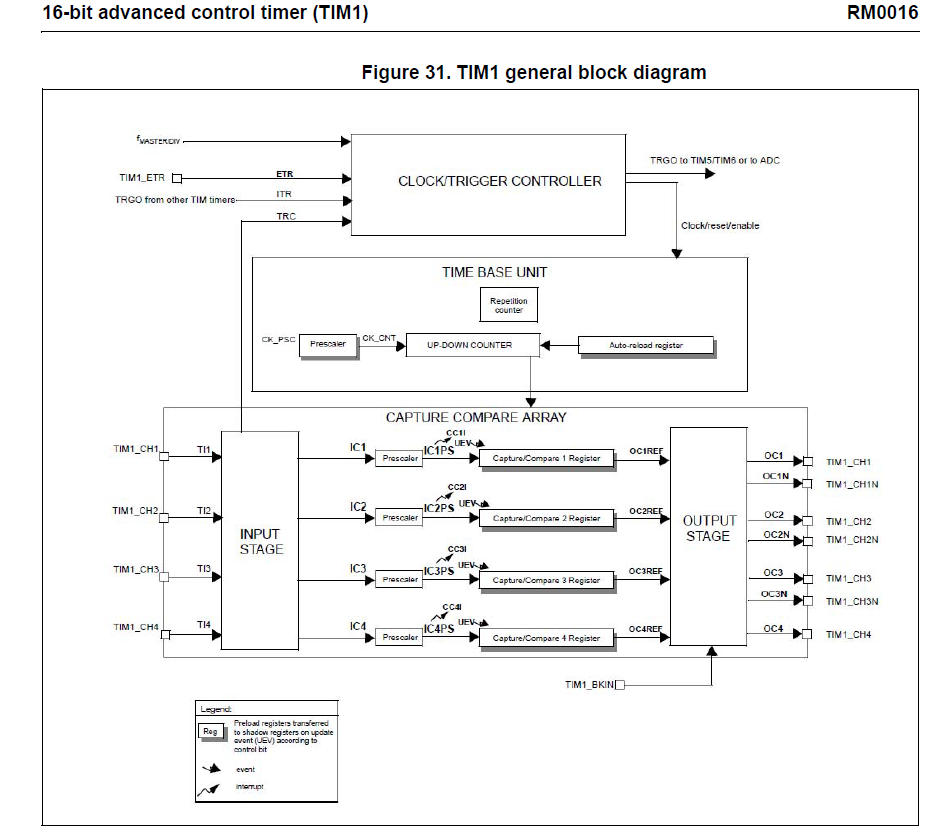 16-bit advanced control timer (TIM1) RM0016
Figure 31. TIM1 general block diagram
fMASTER/DIV
TIM1_ETR ETR
TRGO from other TIM timers ITR
TRC
CLOCK/TRIGGER CONTROLLER
TRGO to TIM5/TIM6 or to ADC
Clock/reset/enable
TIME BASE UNIT
Repetition
counter
CK_PSC Prescaler CK_CNT UP-DOWN COUNTER Auto-reload register
CAPTURE COMPARE ARRAY
TIM1_CH1 TI1
TIM1_CH2 TI2
TIM1_CH3 TI3
TIM1_CH4 TI4
INPUT
STAGE
CC1I
UEV
IC1 Prescaler IC1PS Capture/Compare 1 Register OC1REF
CC2I
UEV
IC2 Prescaler IC2PS Capture/Compare 2 Register OC2REF
CC3I
UEV
IC3 Prescaler IC3PS Capture/Compare 3 Register OC3REF
CC4I
UEV
IC4 Prescaler IC4PS Capture/Compare 4 Register OC4REF
OUTPUT
STAGE
OC1 TIM1_CH1
OC1N TIM1_CH1N
OC2 TIM1_CH2
OC2N TIM1_CH2N
OC3 TIM1_CH3
OC3N TIM1_CH3N
OC4 TIM1_CH4
TIM1_BKIN
Legend:
Reg
Preload registers transferred
to shadow registers on update
event (UEV) according to
control bit
event
interrupt